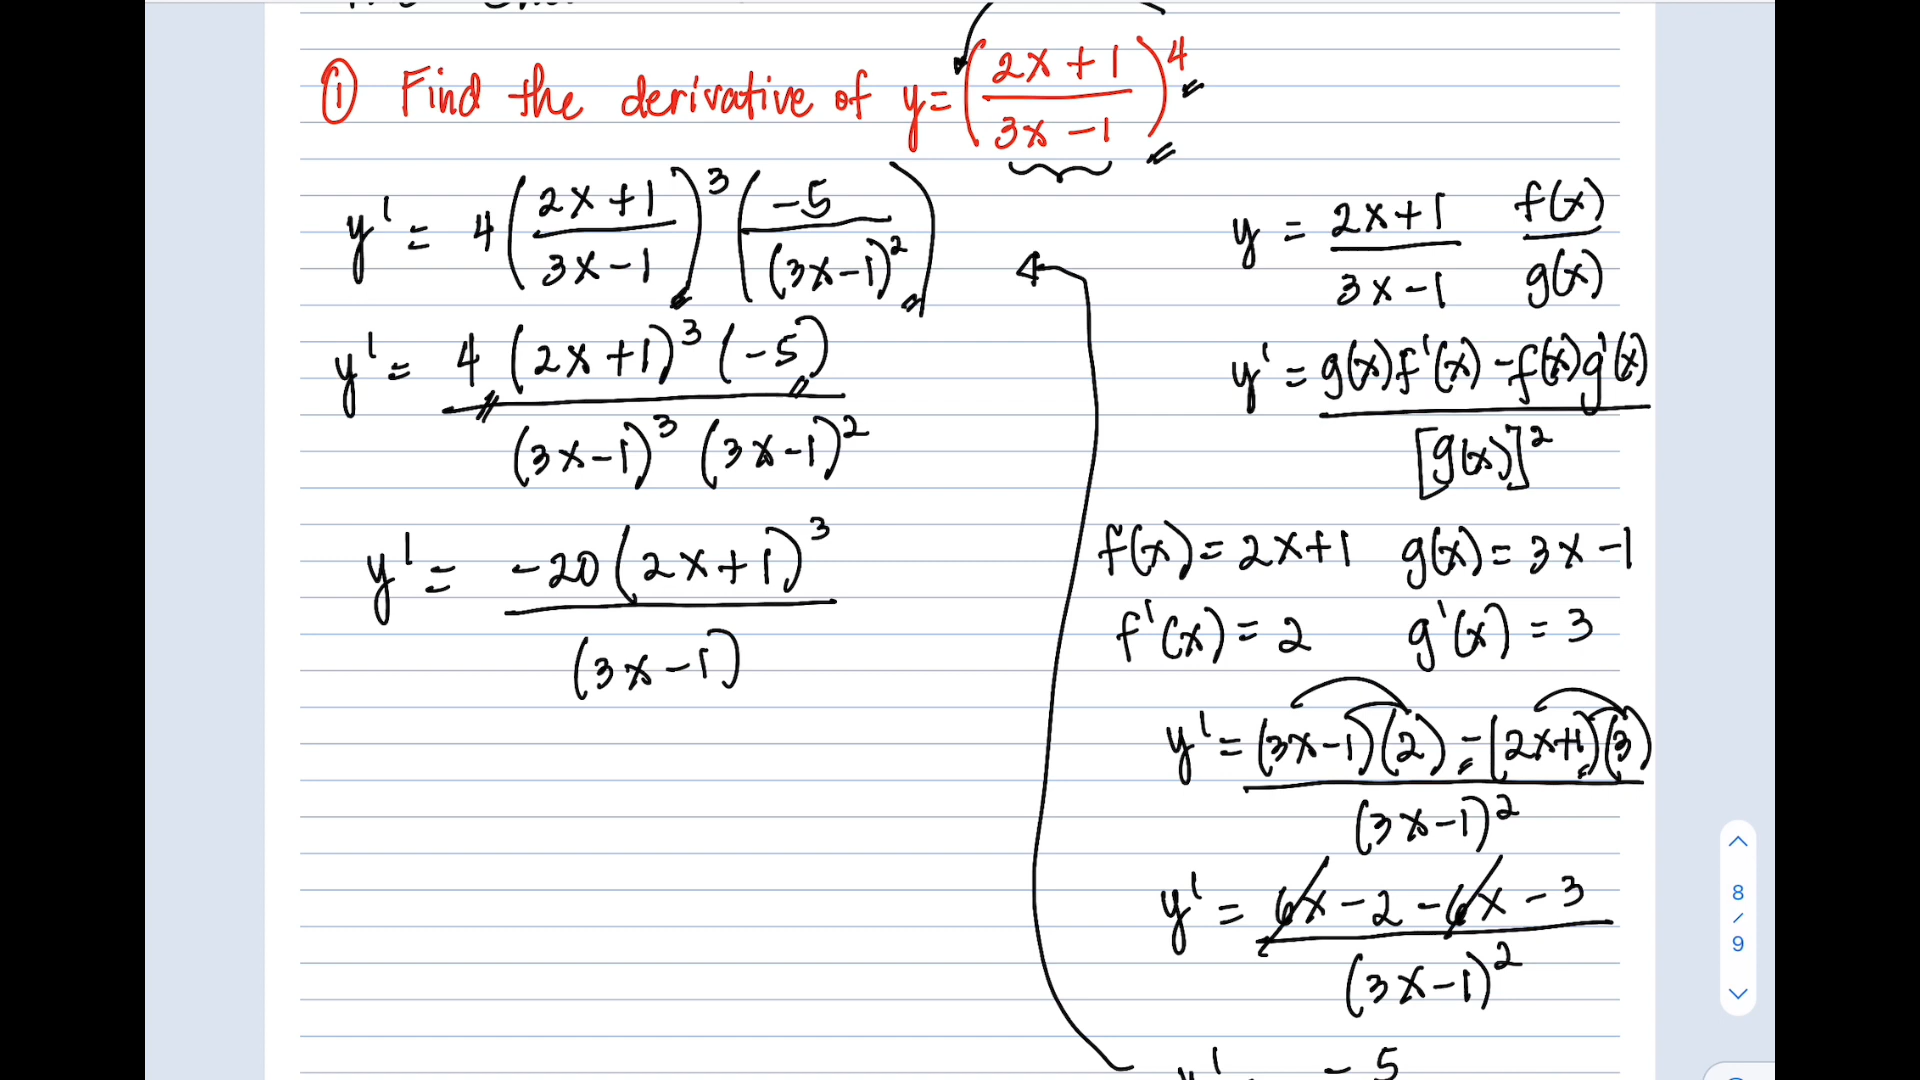 ① Find the derivative of y = ((2x+1)/(3x-1))^4
y' = 4((2x+1)/(3x-1))^3 (-5/(3x-1)^2)
y' = 4(2x+1)^3(-5) / (3x-1)^3(3x-1)^2
y' = -20(2x+1)^3 / (3x-1)
y = (2x+1)/(3x-1) f(x)/g(x)
y' = g(x)f'(x) - f(x)g'(x) / [g(x)]^2
f(x) = 2x+1 g(x) = 3x-1
f'(x) = 2 g'(x) = 3
y' = (3x-1)(2) - (2x+1)(3) / (3x-1)^2
y' = 6x - 2 - 6x - 3 / (3x-1)^2
y' -5
8
/
9